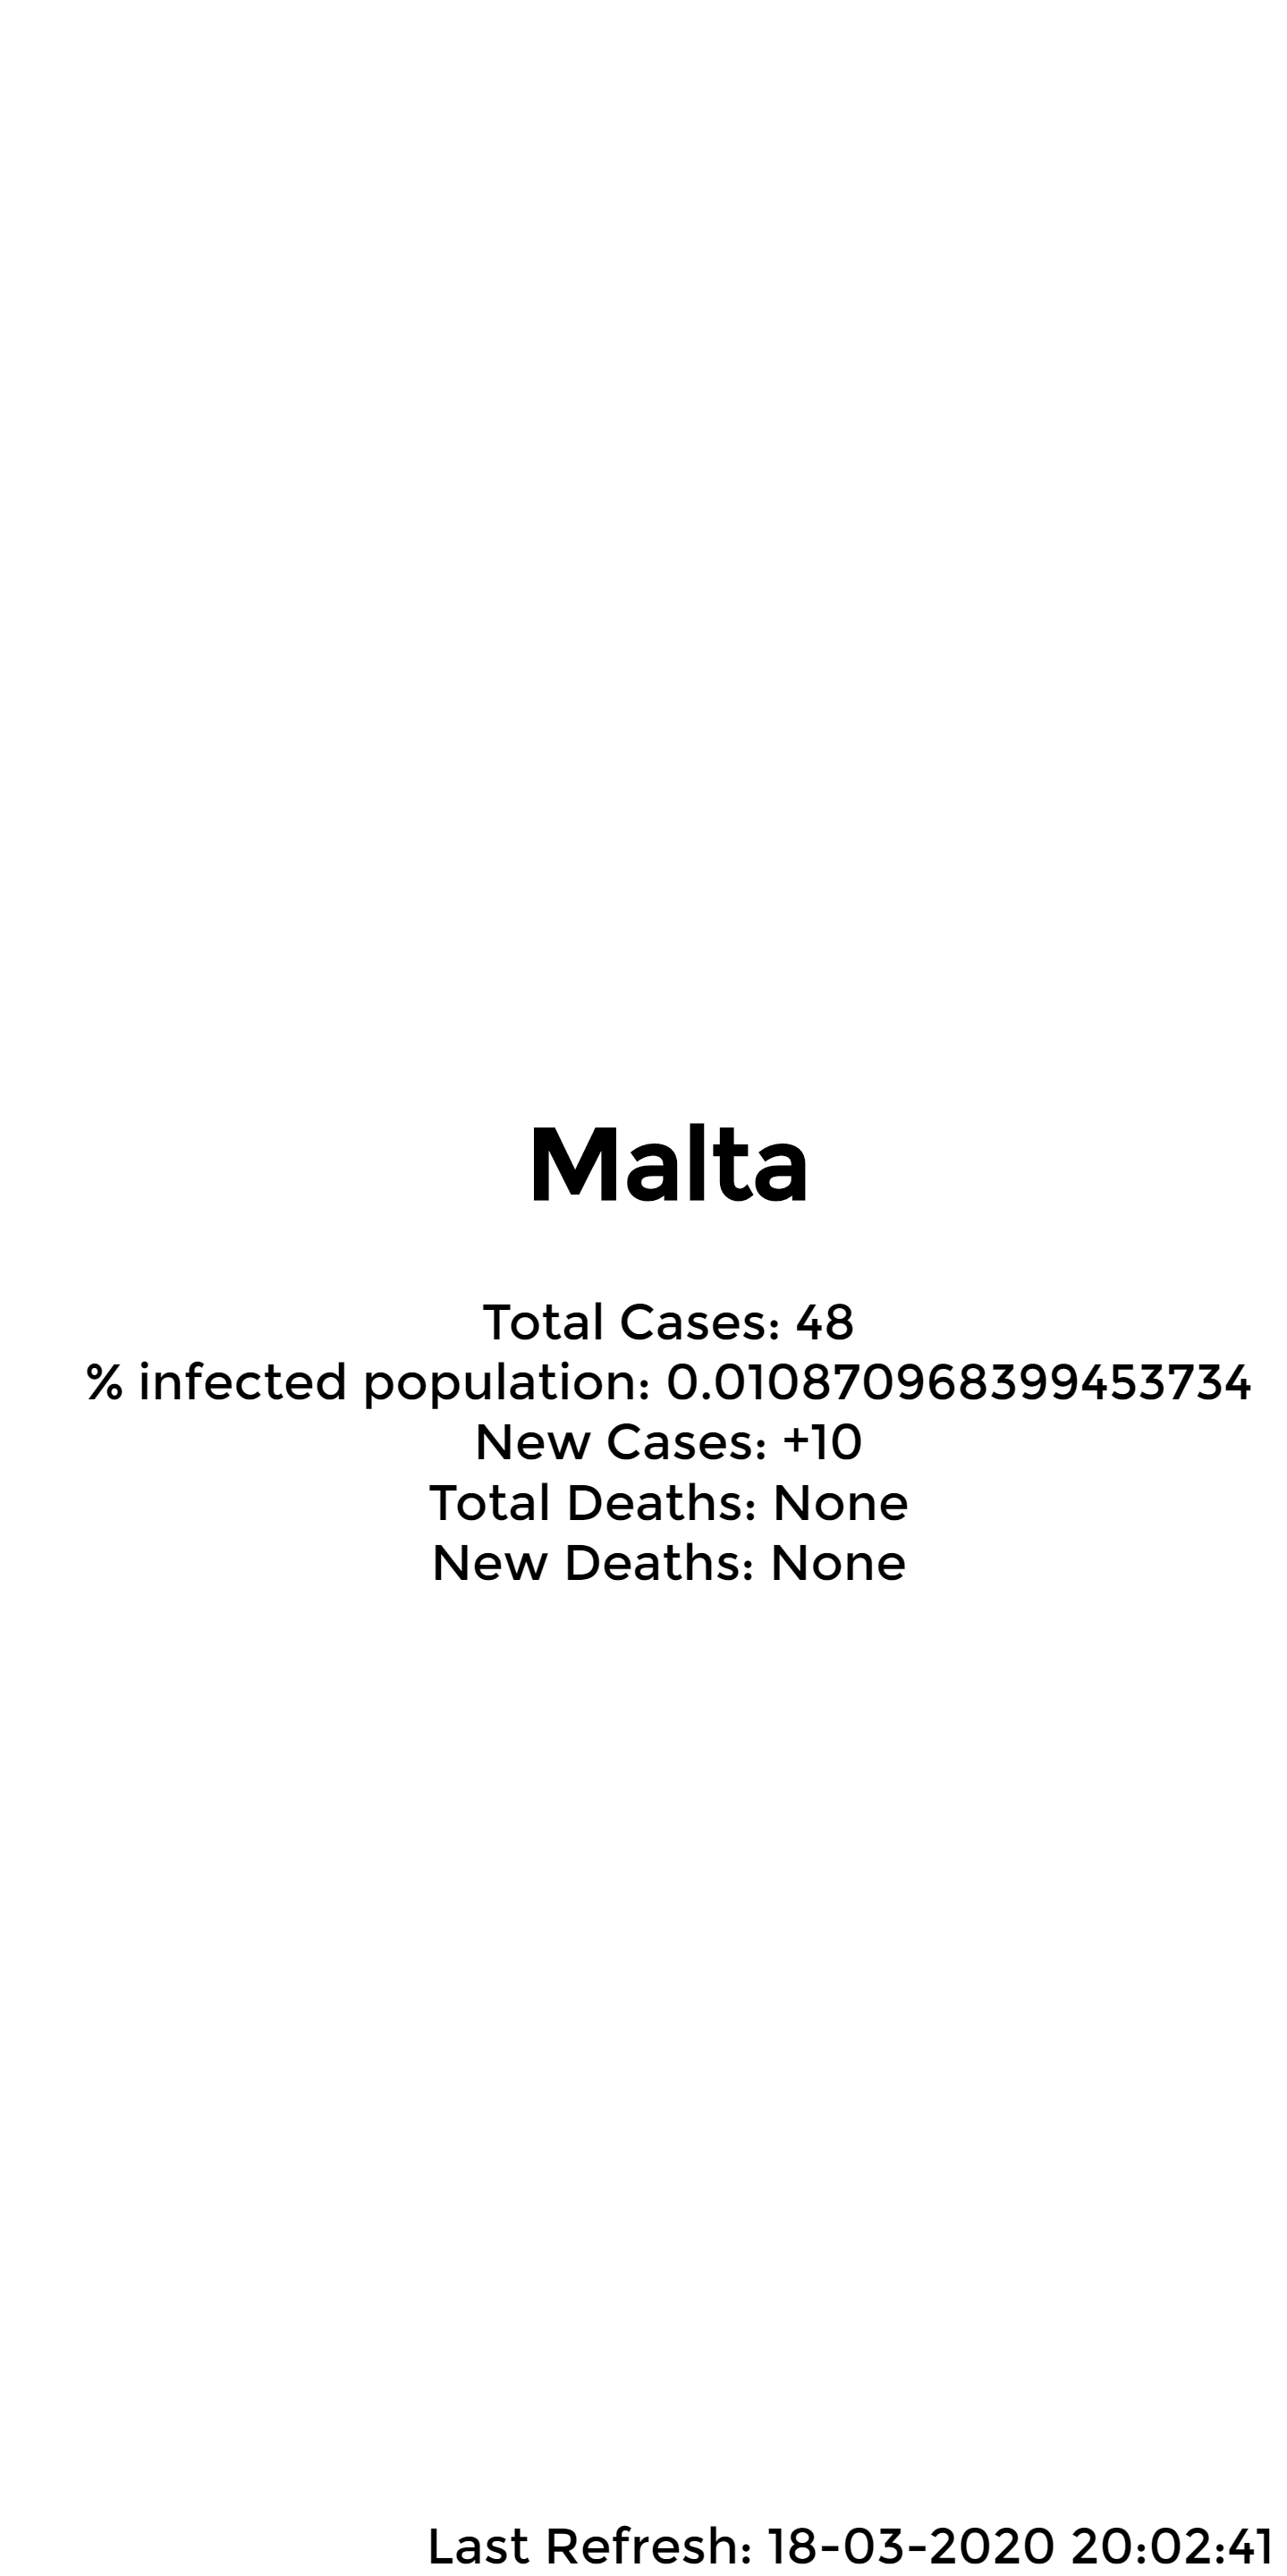 Malta
Total Cases: 48
% infected population: 0.010870968399453734
New Cases: +10
Total Deaths: None
New Deaths: None
Last Refresh: 18-03-2020 20:02:41